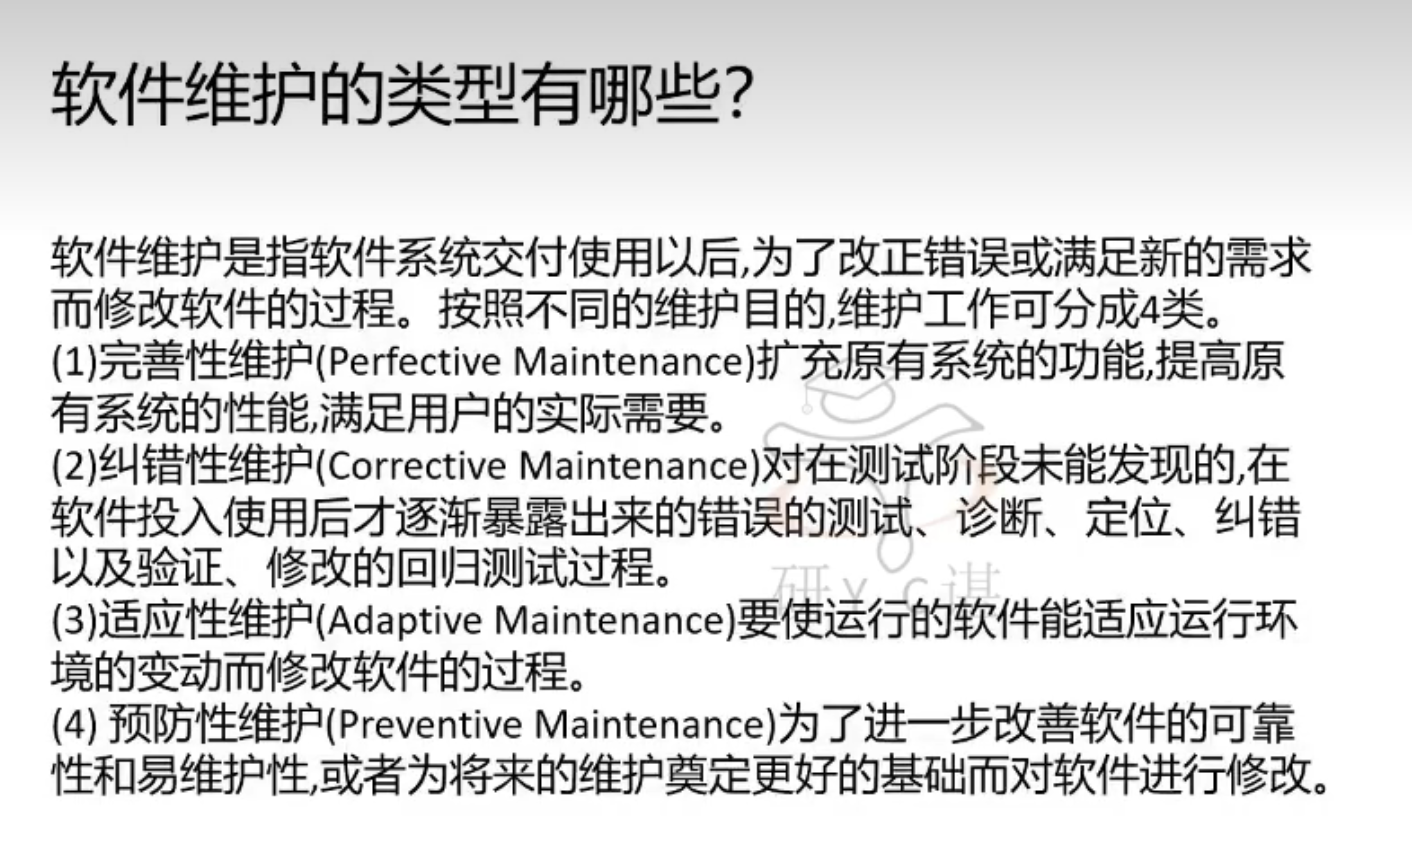 软件维护的类型有哪些?
软件维护是指软件系统交付使用以后,为了改正错误或满足新的需求
而修改软件的过程。按照不同的维护目的,维护工作可分成4类。
(1)完善性维护(Perfective Maintenance)扩充原有系统的功能,提高原
有系统的性能,满足用户的实际需要。
(2)纠错性维护(Corrective Maintenance)对在测试阶段未能发现的,在
软件投入使用后才逐渐暴露出来的错误的测试、诊断、定位、纠错
以及验证、修改的回归测试过程。
研 Y C 谌
(3)适应性维护(Adaptive Maintenance)要使运行的软件能适应运行环
境的变动而修改软件的过程。
(4) 预防性维护(Preventive Maintenance)为了进一步改善软件的可靠
性和易维护性,或者为将来的维护奠定更好的基础而对软件进行修改。